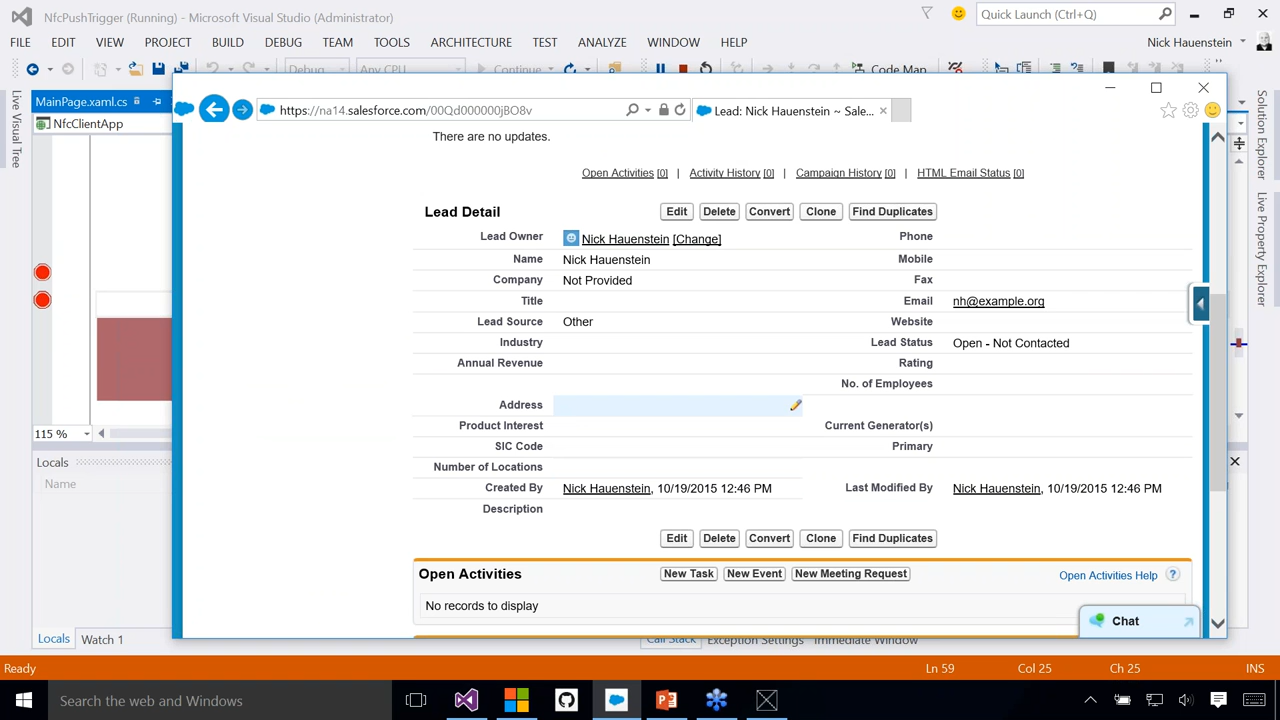 NfcPushTrigger (Running) - Microsoft Visual Studio (Administrator)
Quick Launch (Ctrl+Q)
FILE EDIT VIEW PROJECT BUILD DEBUG TEAM TOOLS ARCHITECTURE TEST ANALYZE WINDOW HELP
Nick Hauenstein
Debug Any CPU Continue Code Map
Live Visual Tree
MainPage.xaml.cs
NfcClientApp
https://na14.salesforce.com/00Qd000000jBO8v
Lead: Nick Hauenstein ~ Sale...
Solution Explorer
Live Property Explorer
There are no updates.
Open Activities [0] | Activity History [0] | Campaign History [0] | HTML Email Status [0]
Lead Detail
Edit Delete Convert Clone Find Duplicates
Lead Owner Nick Hauenstein [Change] Phone
Name Nick Hauenstein Mobile
Company Not Provided Fax
Title Email nh@example.org
Lead Source Other Website
Industry Lead Status Open - Not Contacted
Annual Revenue Rating
No. of Employees
Address
Product Interest Current Generator(s)
SIC Code Primary
Number of Locations
Created By Nick Hauenstein, 10/19/2015 12:46 PM Last Modified By Nick Hauenstein, 10/19/2015 12:46 PM
Description
Edit Delete Convert Clone Find Duplicates
Open Activities
New Task New Event New Meeting Request
Open Activities Help ?
No records to display
Chat
115 %
Locals
Name
Locals Watch 1
Call Stack Exception Settings Immediate Window
Ready Ln 59 Col 25 Ch 25 INS
Search the web and Windows